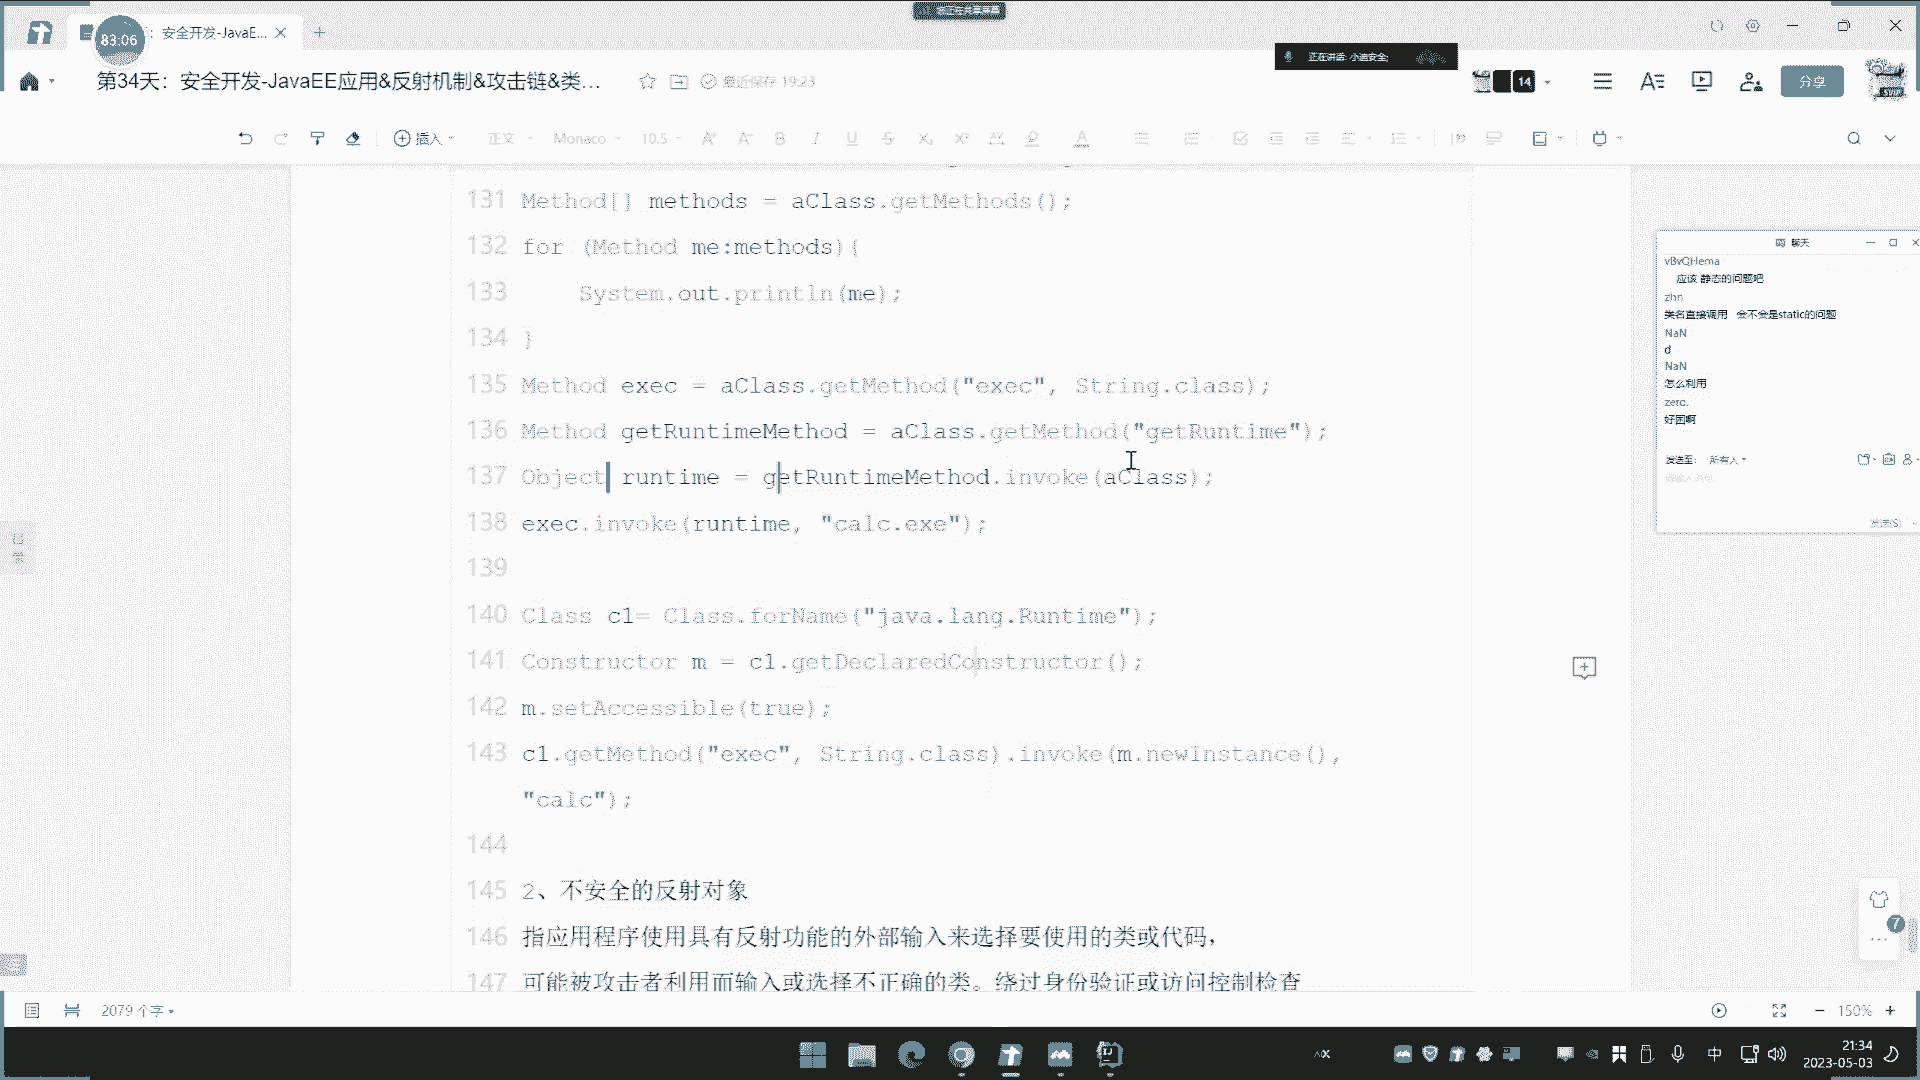 83:06
安全开发-JavaE...
正在讲话: 小迪安全;
第34天：安全开发-JavaEE应用&反射机制&攻击链&类...
最近保存 19:23
14
分享
插入
正文
Monaco
10.5
131 Method[] methods = aClass.getMethods();
132 for (Method me:methods){
133 System.out.println(me);
134 }
135 Method exec = aClass.getMethod("exec", String.class);
136 Method getRuntimeMethod = aClass.getMethod("getRuntime");
137 Object runtime = getRuntimeMethod.invoke(aClass);
138 exec.invoke(runtime, "calc.exe");
139
140 Class c1= Class.forName("java.lang.Runtime");
141 Constructor m = c1.getDeclaredConstructor();
142 m.setAccessible(true);
143 c1.getMethod("exec", String.class).invoke(m.newInstance(),
"calc");
144
145 2、不安全的反射对象
146 指应用程序使用具有反射功能的外部输入来选择要使用的类或代码，
147 可能被攻击者利用而输入或选择不正确的类。绕过身份验证或访问控制检查
聊天
vBvQHema
应该 静态的问题吧
zhn
类名直接调用 会不会是static的问题
NaN
d
NaN
怎么利用
zero.
好困啊
发送至: 所有人
发送(S)
目录
7
2079 个字
150%
中
21:34
2023-05-03